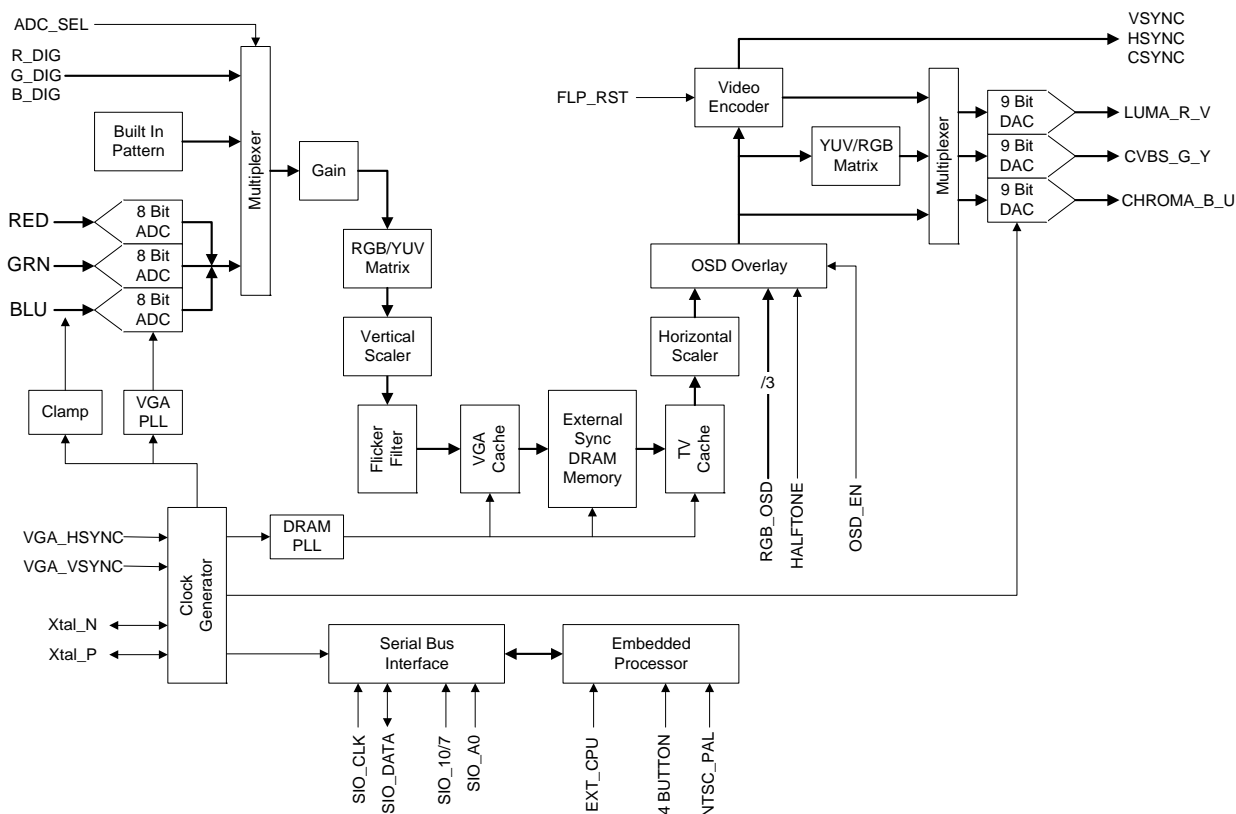 ADC_SEL
R_DIG
G_DIG
B_DIG
Built In
Pattern
Multiplexer
Gain
RED
GRN
BLU
8 Bit
ADC
8 Bit
ADC
8 Bit
ADC
RGB/YUV
Matrix
Vertical
Scaler
Flicker
Filter
Clamp
VGA
PLL
VGA
Cache
External
Sync
DRAM
Memory
TV
Cache
Horizontal
Scaler
OSD Overlay
/3
RGB_OSD
HALFTONE
OSD_EN
FLP_RST
Video
Encoder
YUV/RGB
Matrix
Multiplexer
9 Bit
DAC
9 Bit
DAC
9 Bit
DAC
VSYNC
HSYNC
CSYNC
LUMA_R_V
CVBS_G_Y
CHROMA_B_U
VGA_HSYNC
VGA_VSYNC
Xtal_N
Xtal_P
Clock
Generator
DRAM
PLL
Serial Bus
Interface
Embedded
Processor
SIO_CLK
SIO_DATA
SIO_10/7
SIO_A0
EXT_CPU
4 BUTTON
NTSC_PAL